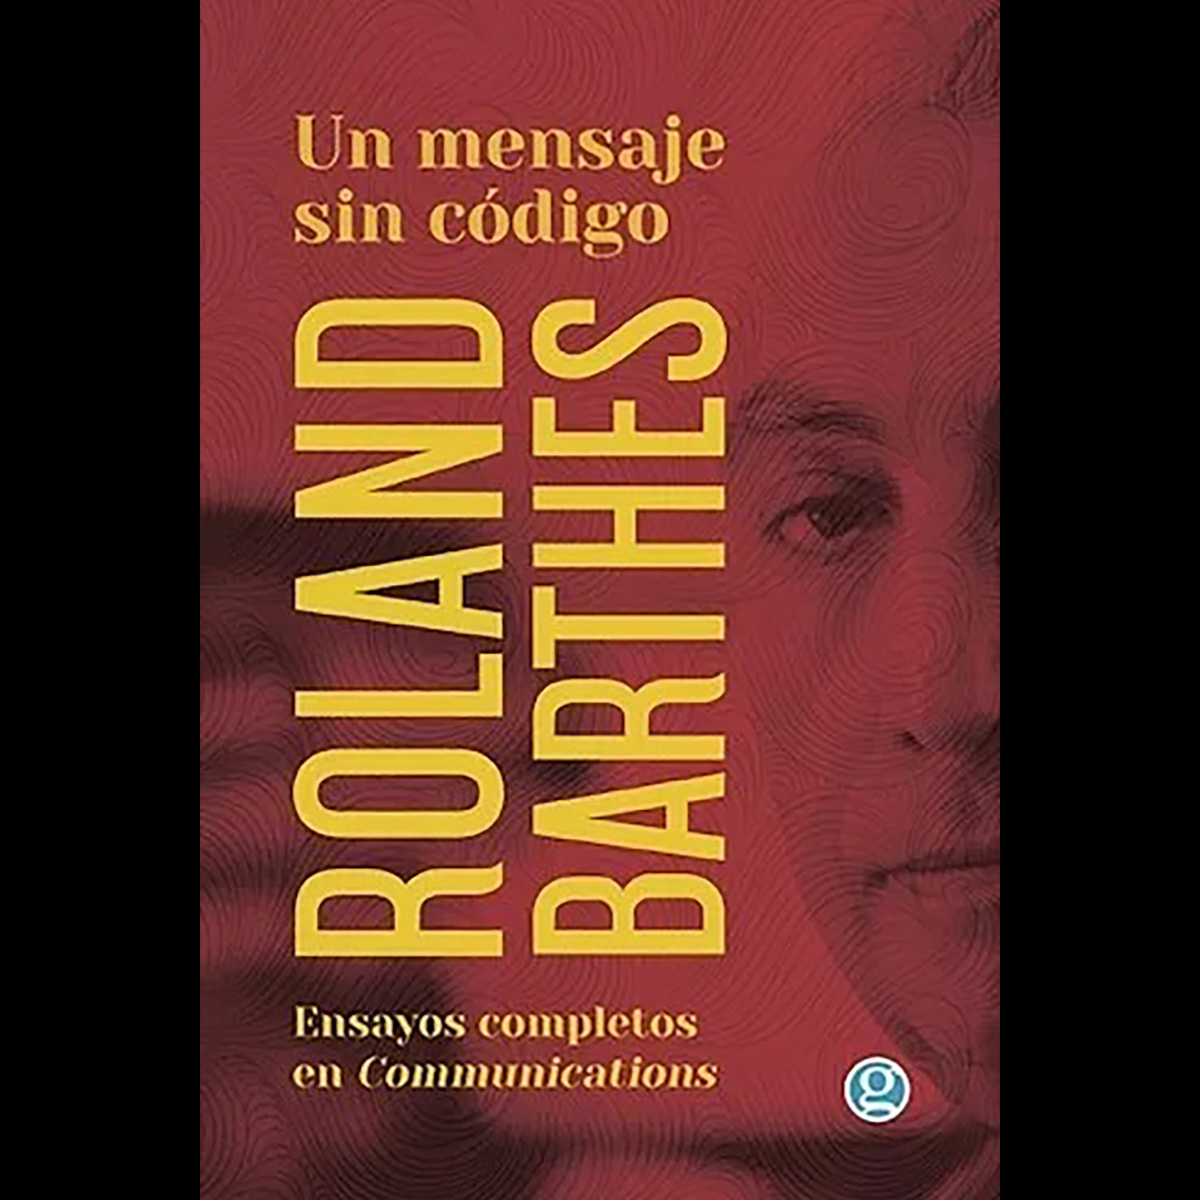 Un mensaje
sin código
ROLAND
BARTHES
Ensayos completos
en Communications
g